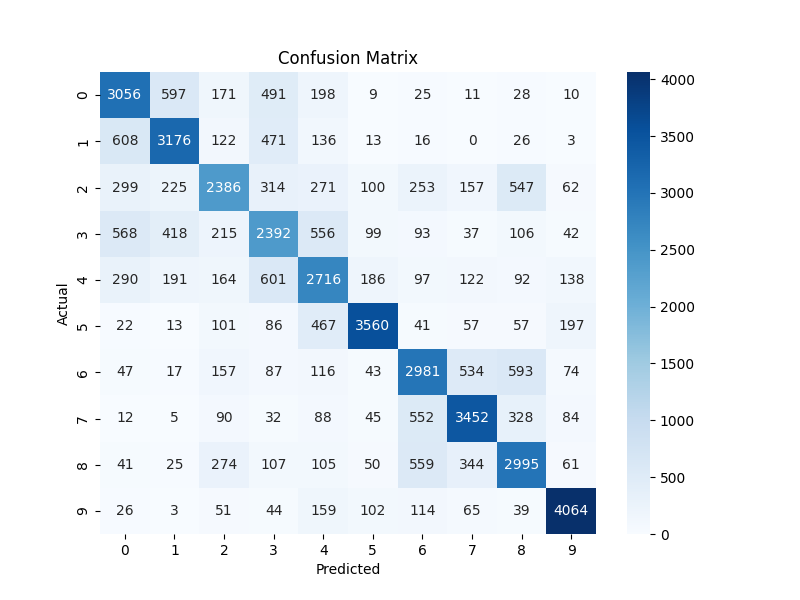 Confusion Matrix
0 3056 597 171 491 198 9 25 11 28 10
1 608 3176 122 471 136 13 16 0 26 3
2 299 225 2386 314 271 100 253 157 547 62
3 568 418 215 2392 556 99 93 37 106 42
4 290 191 164 601 2716 186 97 122 92 138
5 22 13 101 86 467 3560 41 57 57 197
6 47 17 157 87 116 43 2981 534 593 74
7 12 5 90 32 88 45 552 3452 328 84
8 41 25 274 107 105 50 559 344 2995 61
9 26 3 51 44 159 102 114 65 39 4064
0 1 2 3 4 5 6 7 8 9
Predicted
Actual
4000
3500
3000
2500
2000
1500
1000
500
0